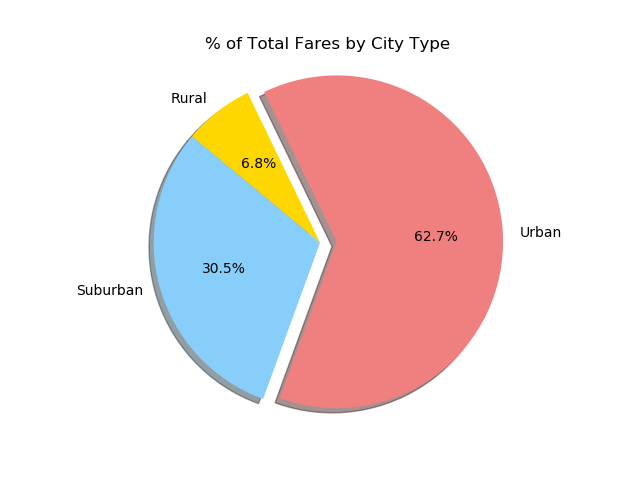 % of Total Fares by City Type
Rural
6.8%
Urban
62.7%
30.5%
Suburban